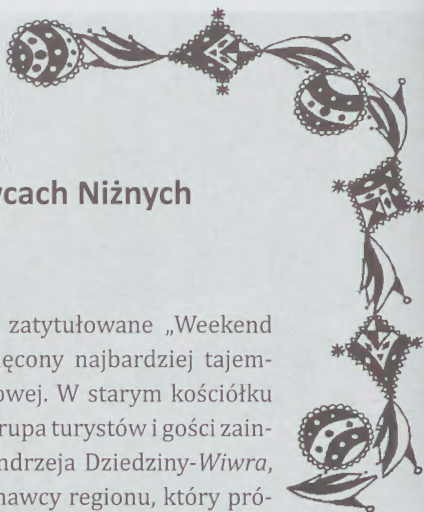 ycach Niżnych
zatytułowane „Weekend
ięcony najbardziej tajem-
owej. W starym kościółku
rupa turystów i gości zain-
ndrzeja Dziedziny-Wiwra,
nawcy regionu, który pró-